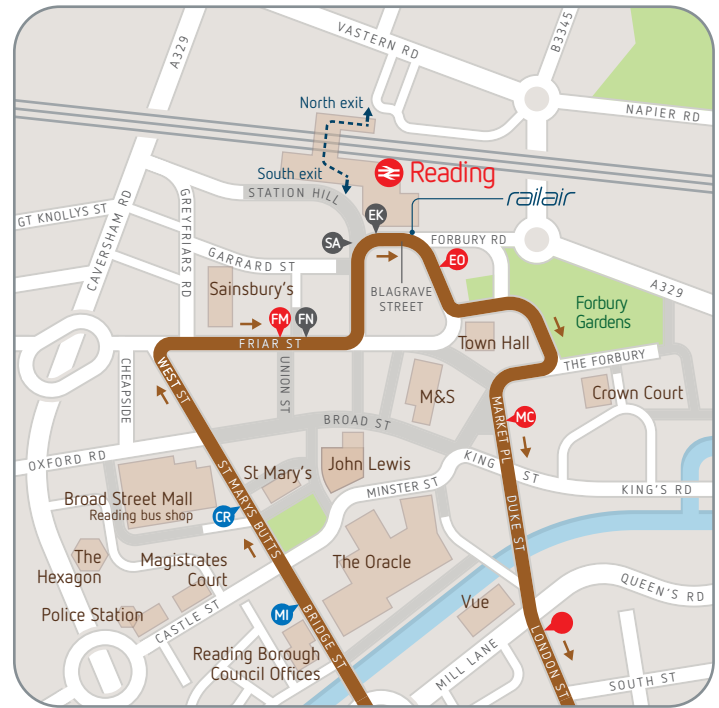 VASTERN RD
B3345
A329
NAPIER RD
North exit
South exit
Reading
railair
STATION HILL
GT KNOLLYS ST
GREYFRIARS RD
CAVERSHAM RD
EK
SA
FORBURY RD
EO
GARRARD ST
BLAGRAVE
STREET
A329
Sainsbury's
Forbury
Gardens
FM
FN
FRIAR ST
Town Hall
THE FORBURY
CHEAPSIDE
WEST ST
UNION ST
M&S
Crown Court
MARKET PL
MC
BROAD ST
OXFORD RD
John Lewis
St Mary's
KING ST
MINSTER ST
KING'S RD
Broad Street Mall
Reading bus shop
CR
ST MARYS BUTTS
DUKE ST
The
Hexagon
Magistrates
Court
The Oracle
QUEEN'S RD
Police Station
CASTLE ST
MI
BRIDGE ST
Vue
LONDON ST
Reading Borough
Council Offices
MILL LANE
SOUTH ST